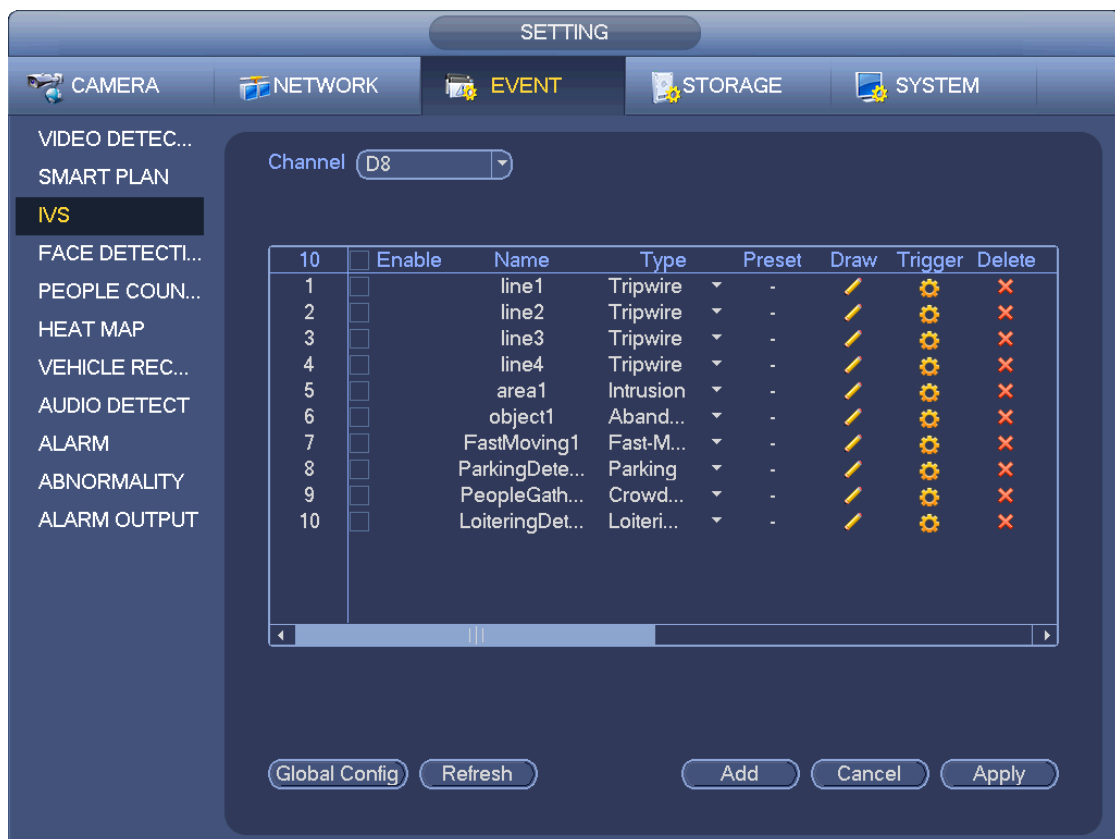 SETTING
CAMERA NETWORK EVENT STORAGE SYSTEM
VIDEO DETEC...
SMART PLAN
IVS
FACE DETECTI...
PEOPLE COUN...
HEAT MAP
VEHICLE REC...
AUDIO DETECT
ALARM
ABNORMALITY
ALARM OUTPUT
Channel D8
10 Enable Name Type Preset Draw Trigger Delete
1 line1 Tripwire -
2 line2 Tripwire -
3 line3 Tripwire -
4 line4 Tripwire -
5 area1 Intrusion -
6 object1 Aband... -
7 FastMoving1 Fast-M... -
8 ParkingDete... Parking -
9 PeopleGath... Crowd... -
10 LoiteringDet... Loiteri... -
Global Config Refresh Add Cancel Apply